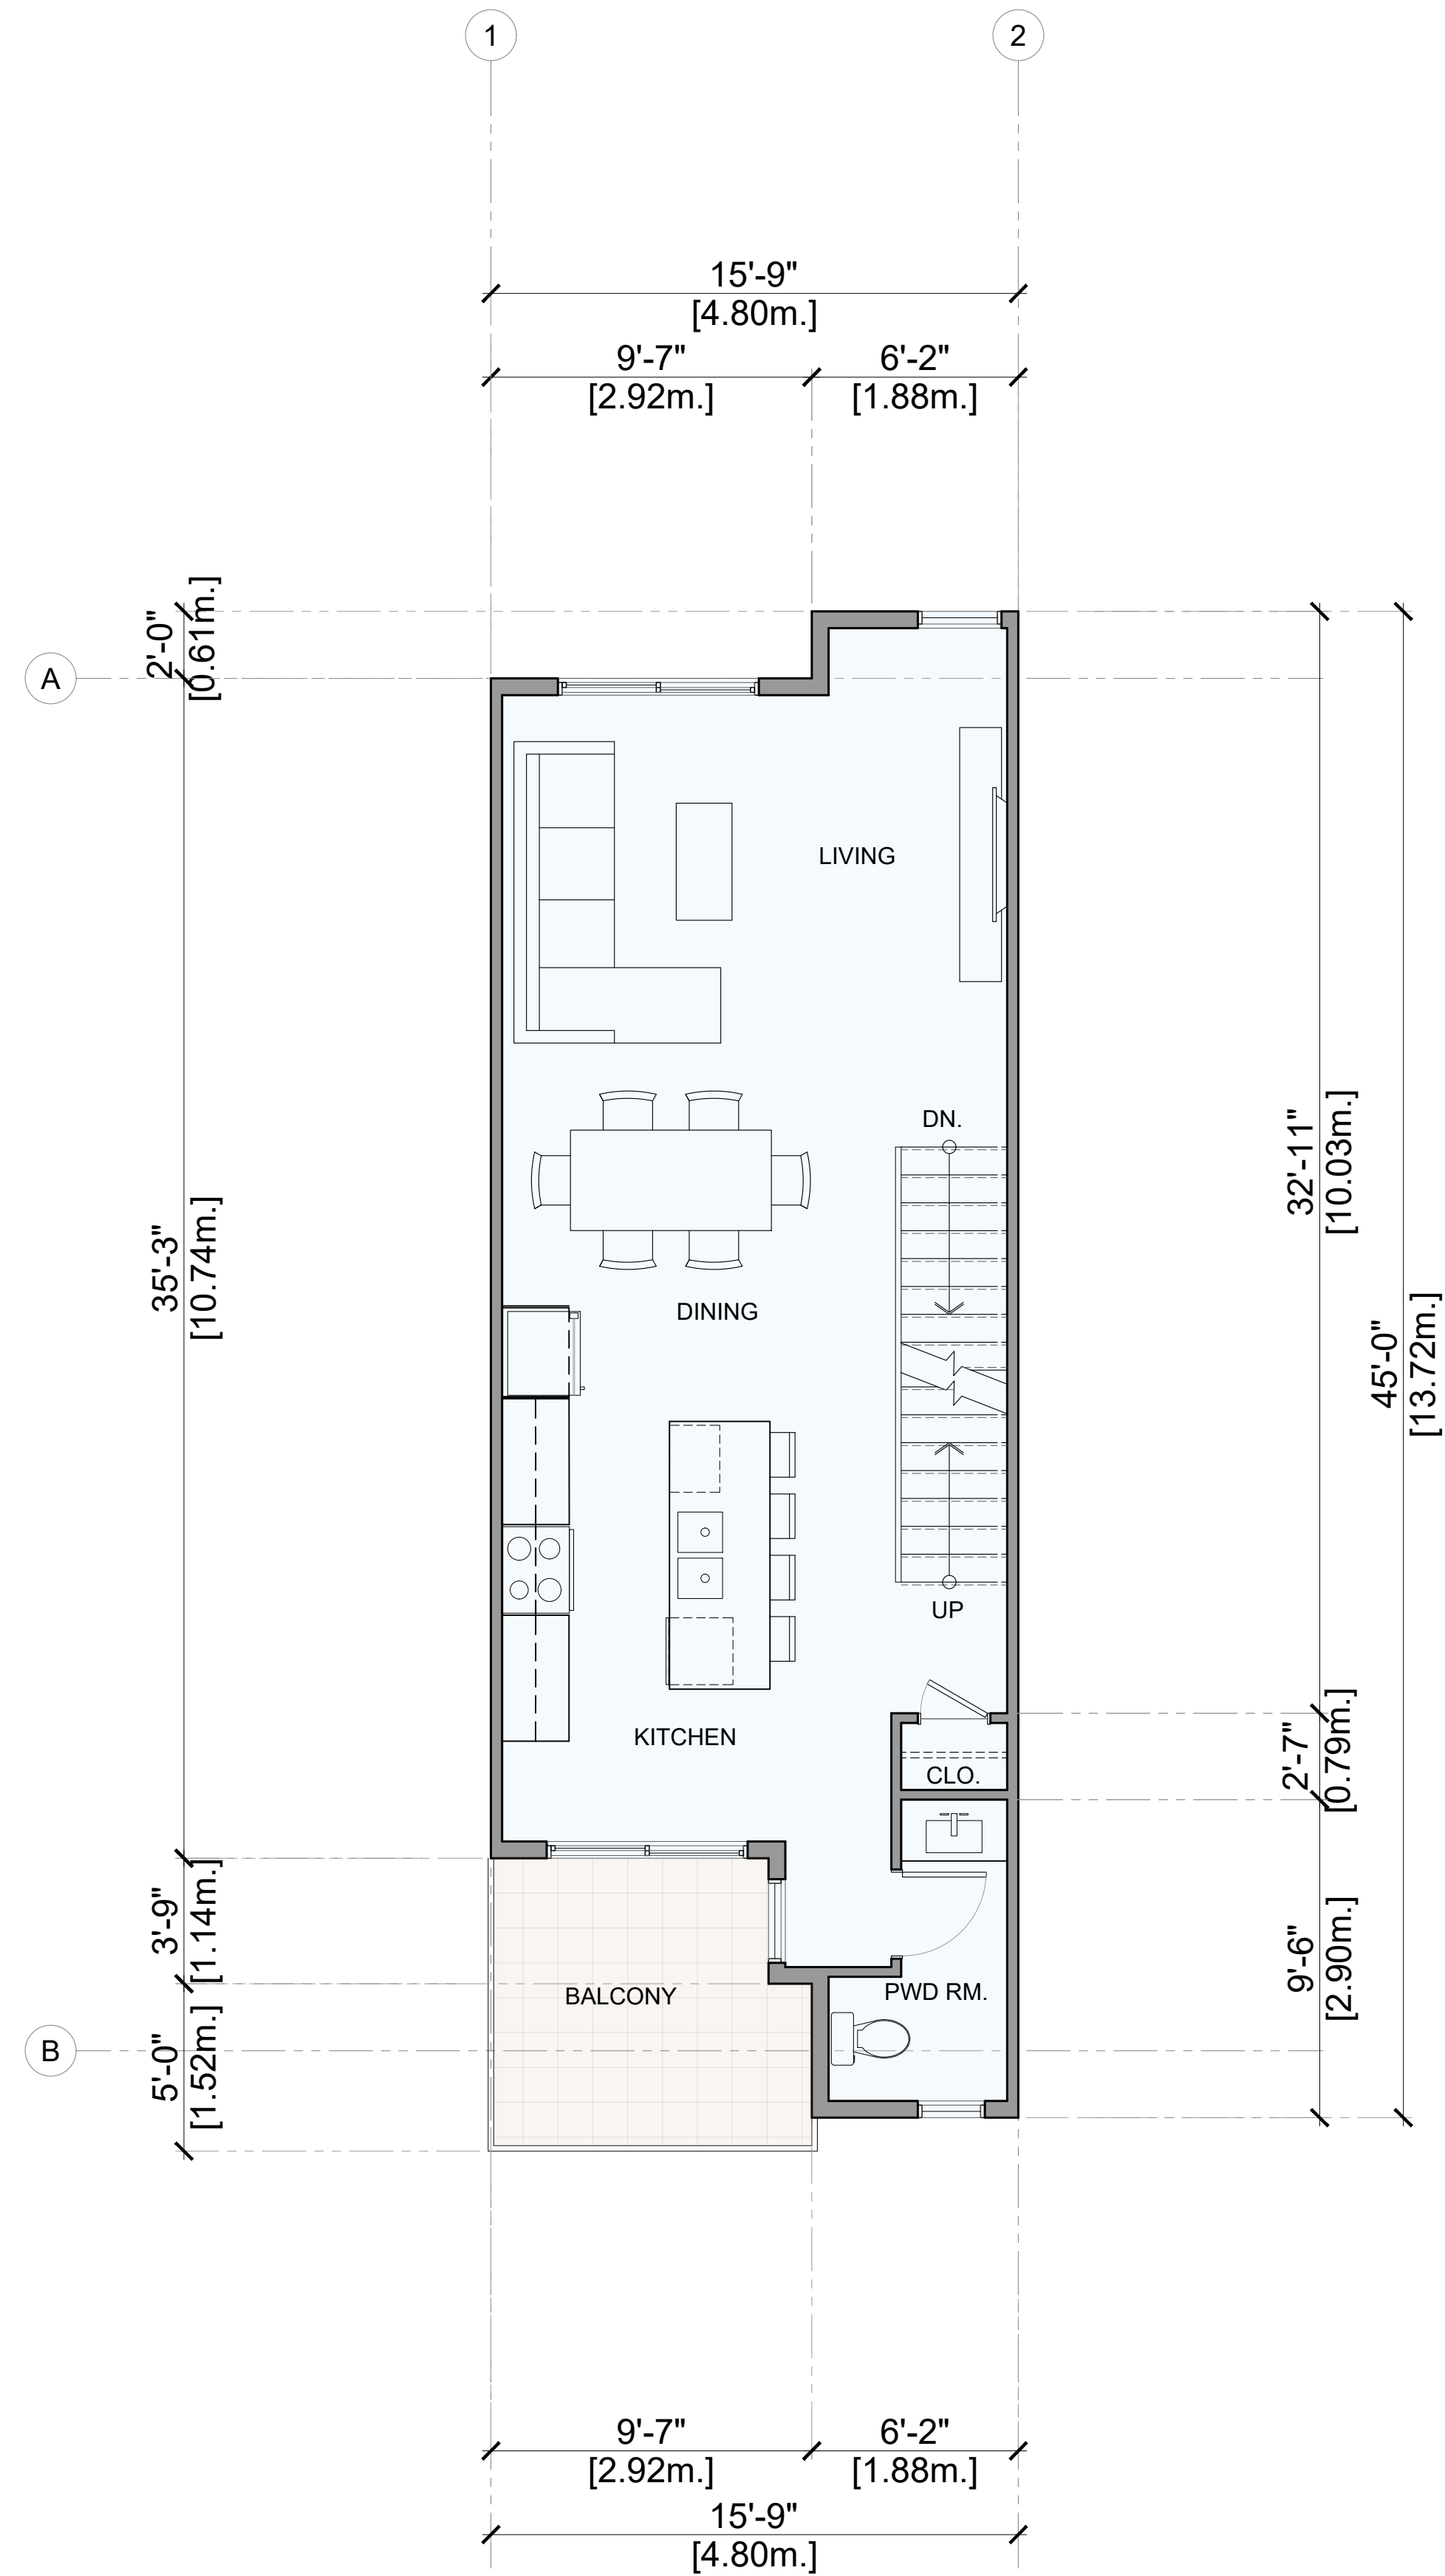 1
2
15'-9"
[4.80m.]
9'-7"
[2.92m.]
6'-2"
[1.88m.]
2'-0"
[0.61m.]
A
LIVING
DN.
32'-11"
[10.03m.]
35'-3"
[10.74m.]
DINING
45'-0"
[13.72m.]
UP
KITCHEN
CLO.
2'-7"
[0.79m.]
3'-9"
[1.14m.]
BALCONY
PWD RM.
9'-6"
[2.90m.]
B
5'-0"
[1.52m.]
9'-7"
[2.92m.]
6'-2"
[1.88m.]
15'-9"
[4.80m.]